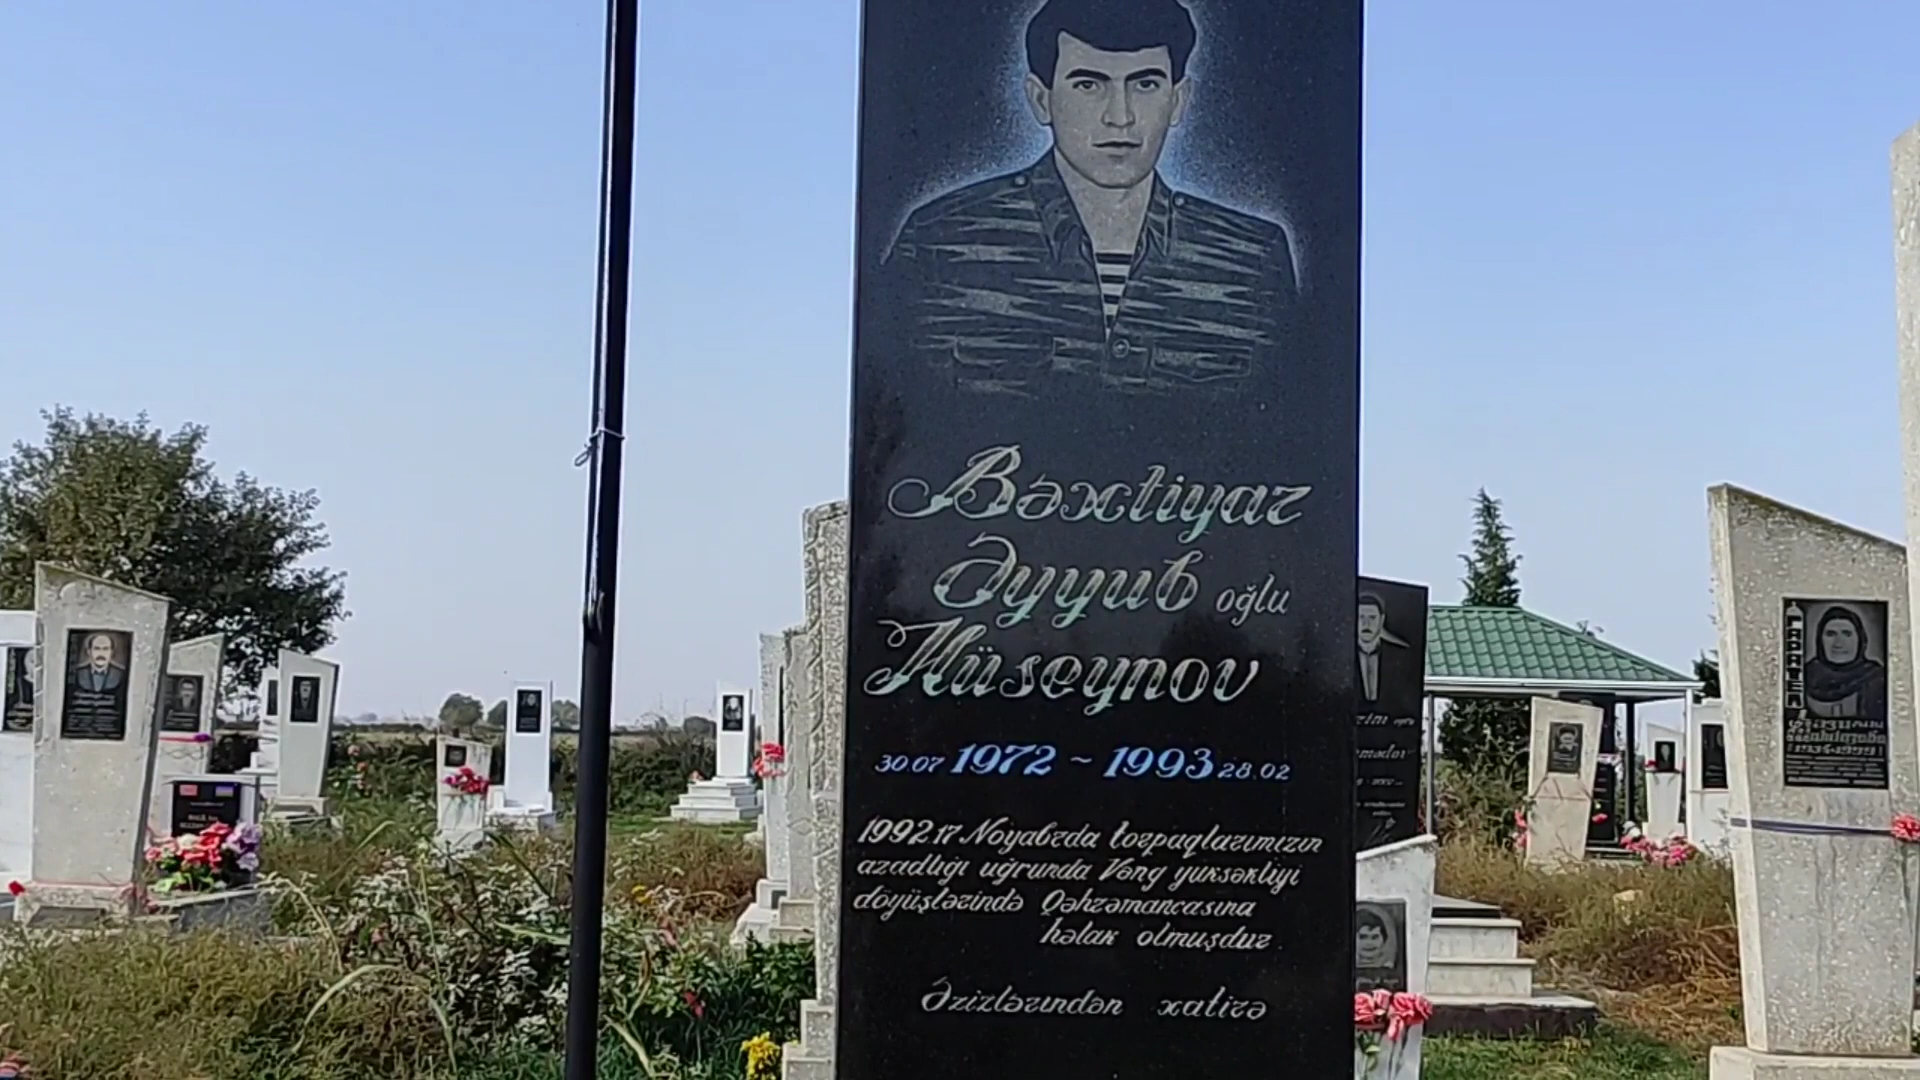 Bəxtiyar
Əyyub oğlu
Hüseynov
30.07 1972 ~ 1993 28.02
1992.17 Noyabrda torpaqlarımızın
azadlığı uğrunda Vəng yuksəkliyi
döyüşlərində Qəhrəmancasına
həlak olmuşdur.
Əzizlərindən xatirə